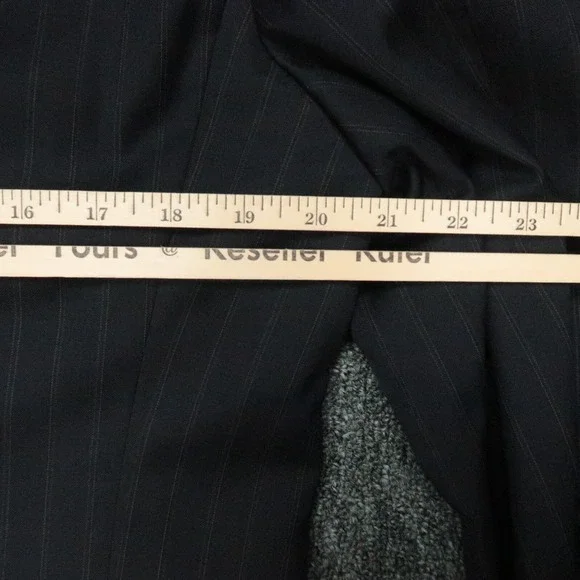 16 17 18 19 20 21 22 23
Yours @ Reseller Ruler